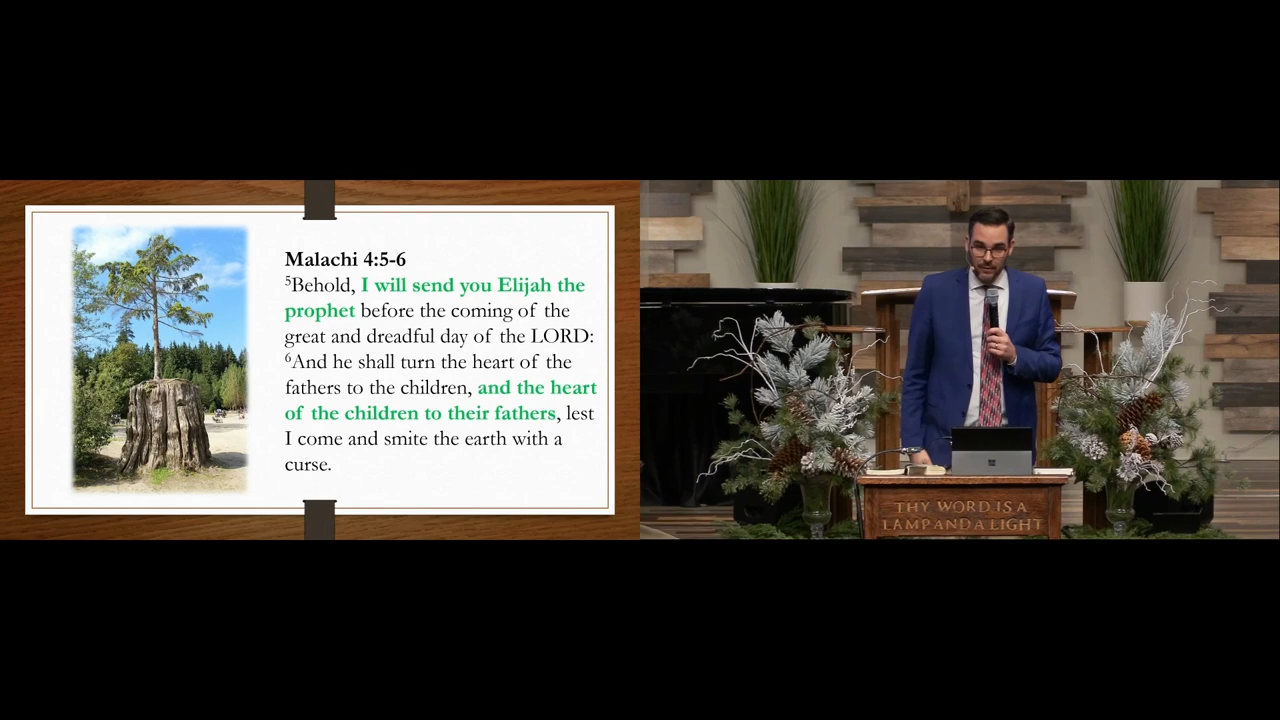 Malachi 4:5-6
⁵Behold, I will send you Elijah the
prophet before the coming of the
great and dreadful day of the LORD:
⁶And he shall turn the heart of the
fathers to the children, and the heart
of the children to their fathers, lest
I come and smite the earth with a
curse.
THY WORD IS A
LAMP AND A LIGHT